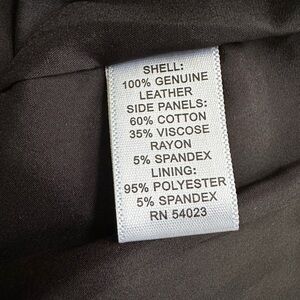 SHELL:
100% GENUINE
LEATHER
SIDE PANELS:
60% COTTON
35% VISCOSE
RAYON
5% SPANDEX
LINING:
95% POLYESTER
5% SPANDEX
RN 54023